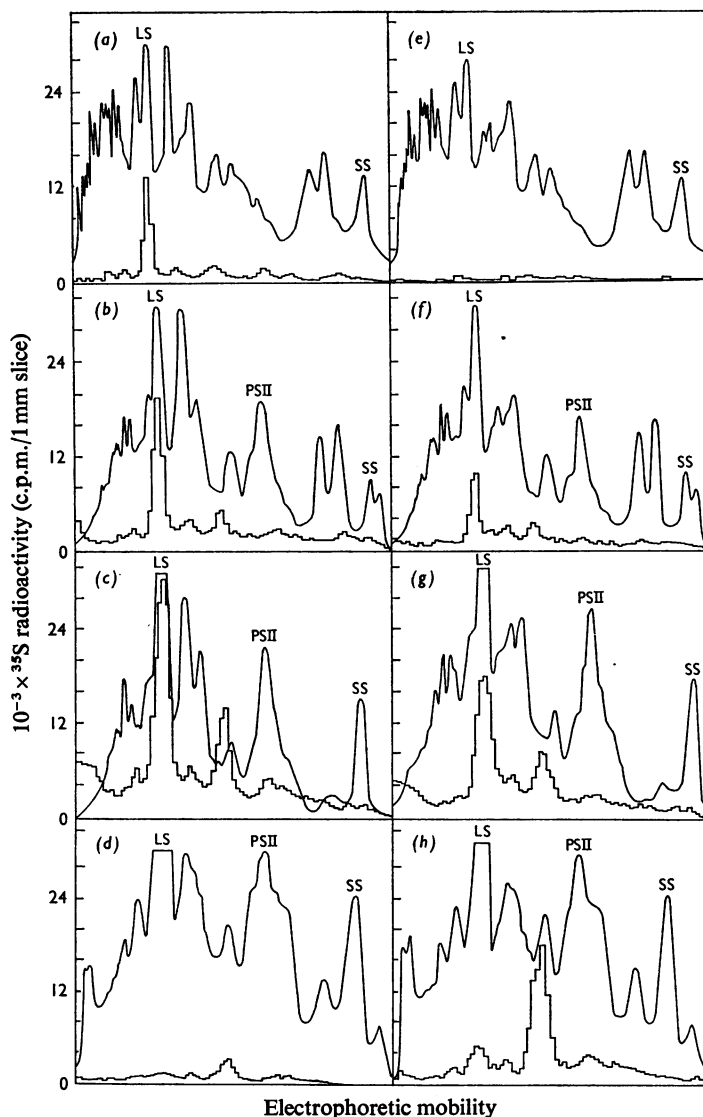 (a) LS
SS
(e) LS
SS
24
12
0
(b) LS
PSII
SS
(f) LS
PSII
SS
24
12
0
(c) LS
PSII
SS
(g) LS
PSII
SS
24
12
0
(d) LS
PSII
SS
(h) LS
PSII
SS
24
12
0
10⁻³ × ³⁵S radioactivity (c.p.m./1 mm slice)
Electrophoretic mobility